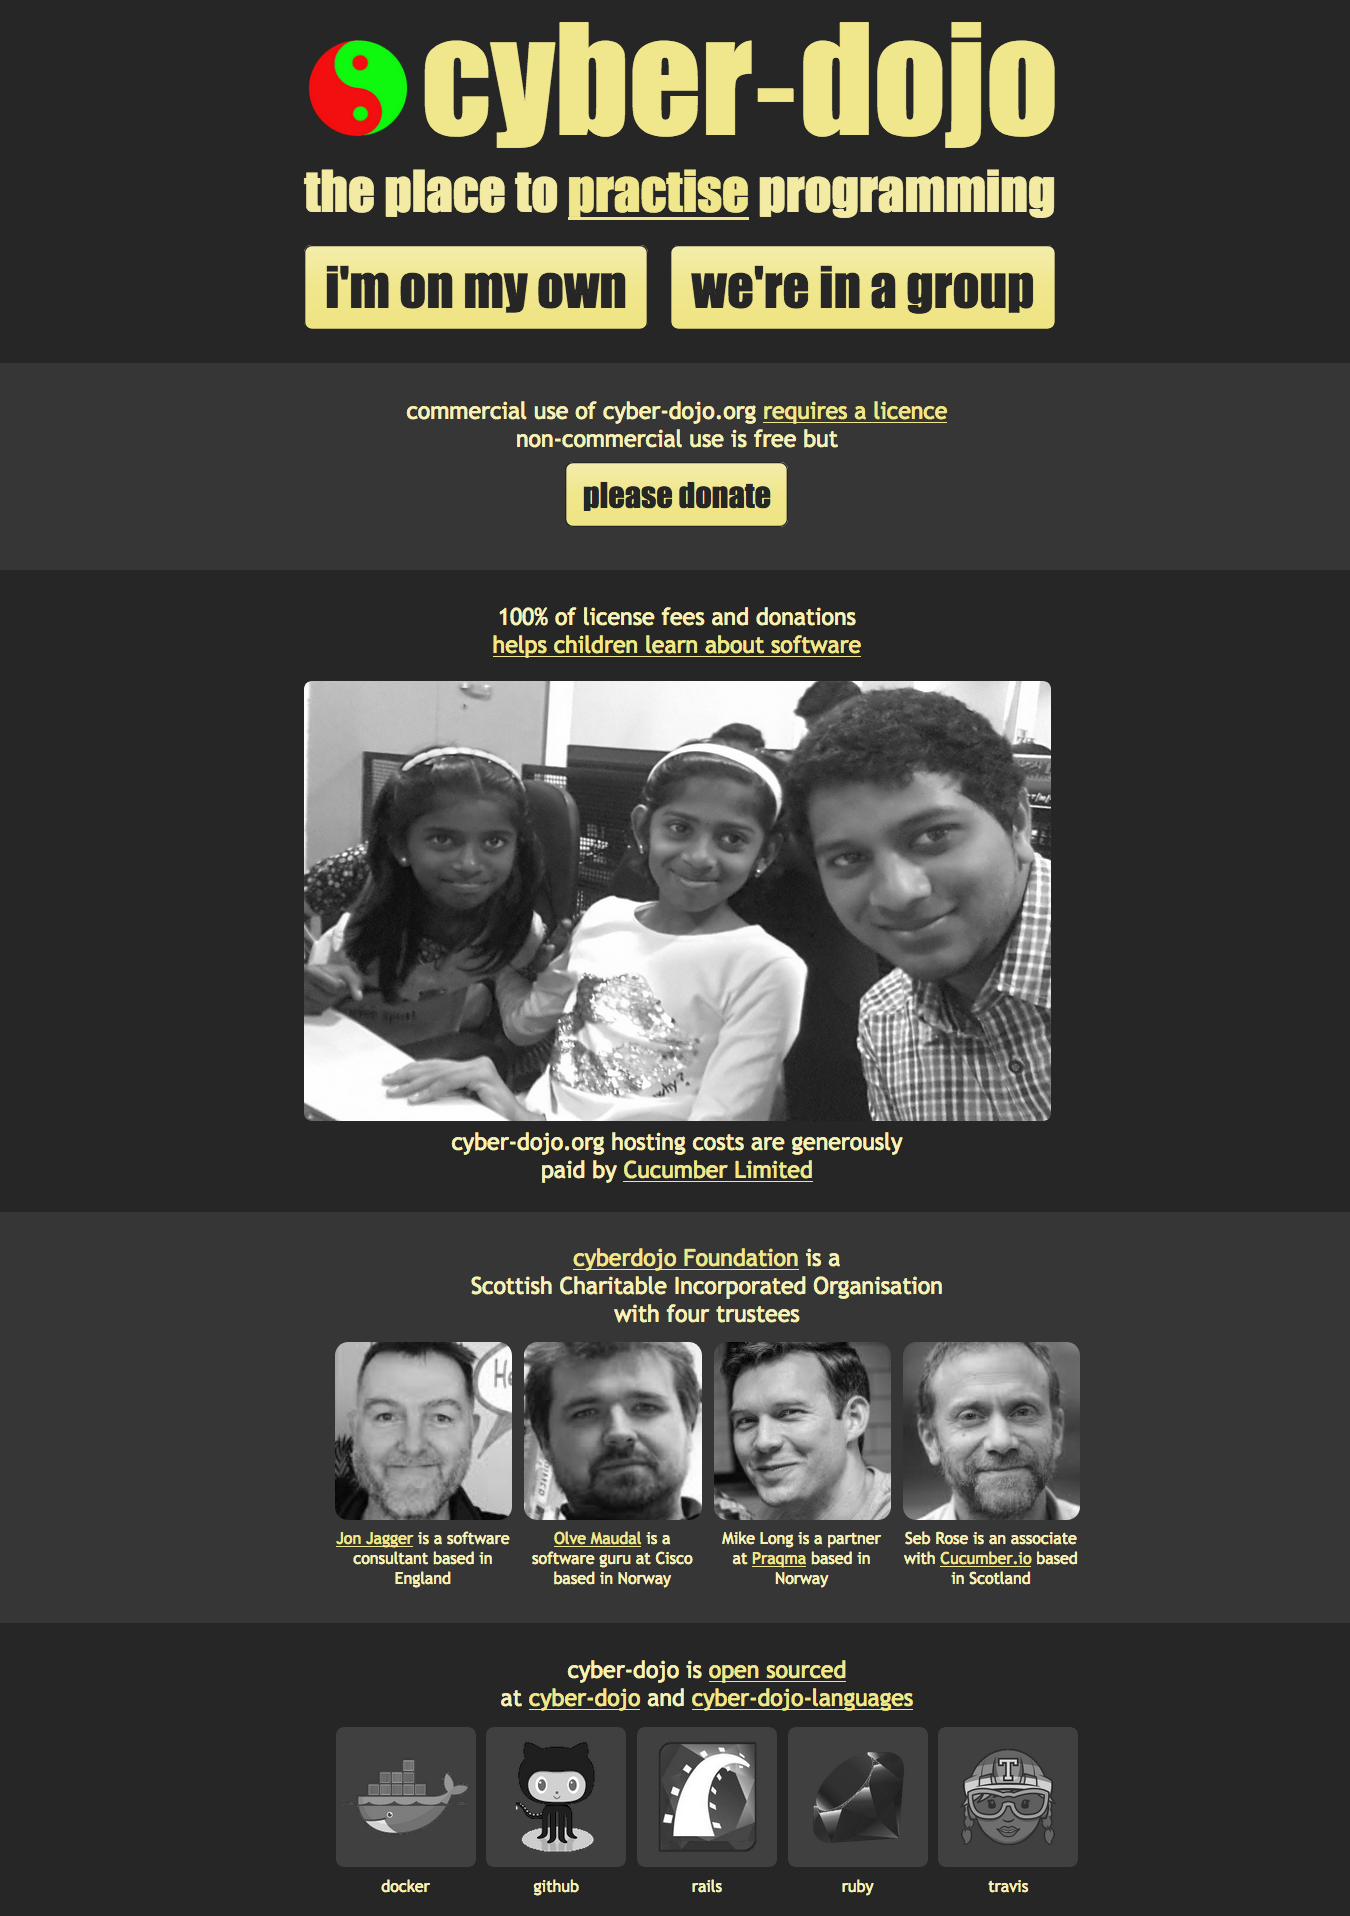 cyber-dojo
the place to practise programming
i'm on my own
we're in a group
commercial use of cyber-dojo.org requires a licence
non-commercial use is free but
please donate
100% of license fees and donations
helps children learn about software
why?
cyber-dojo.org hosting costs are generously
paid by Cucumber Limited
cyberdojo Foundation is a
Scottish Charitable Incorporated Organisation
with four trustees
He
Jon Jagger is a software
consultant based in
England
Olve Maudal is a
software guru at Cisco
based in Norway
Mike Long is a partner
at Praqma based in
Norway
Seb Rose is an associate
with Cucumber.io based
in Scotland
cyber-dojo is open sourced
at cyber-dojo and cyber-dojo-languages
T
docker
github
rails
ruby
travis